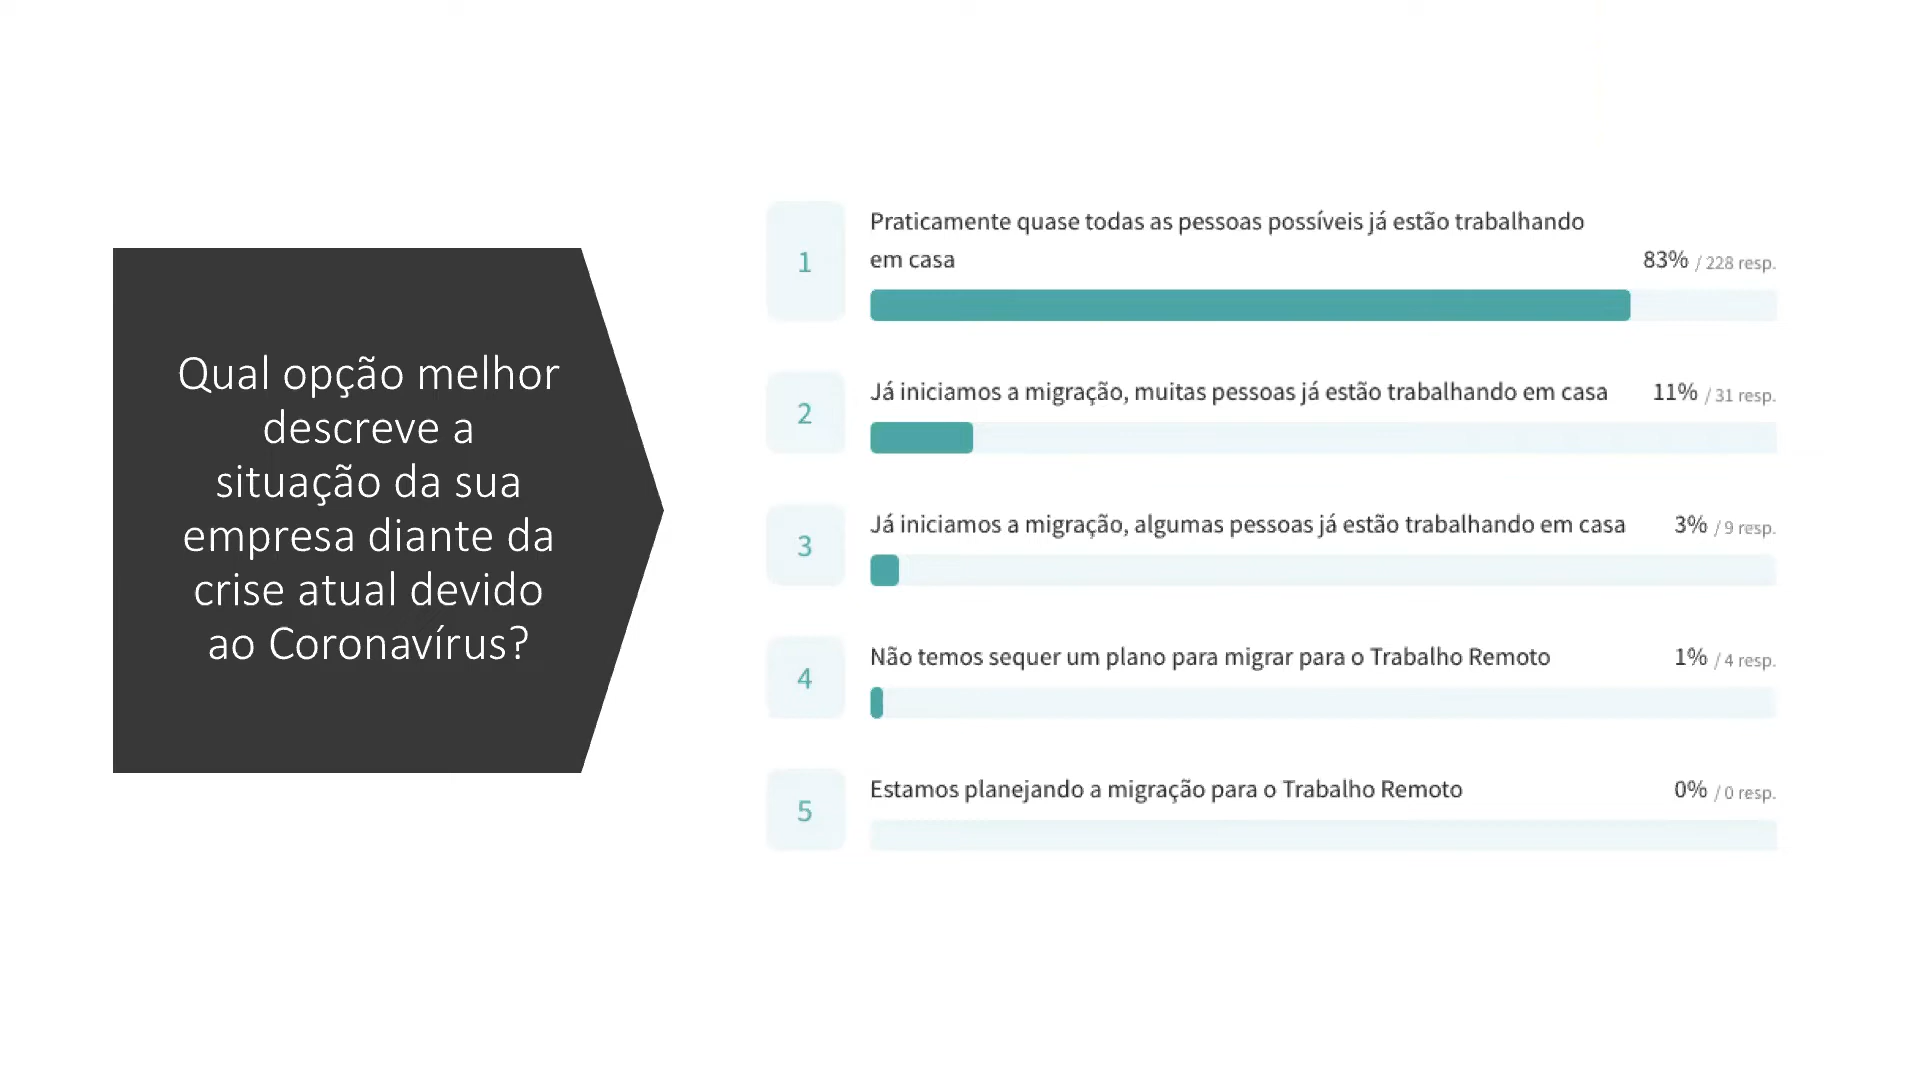 Qual opção melhor
descreve a
situação da sua
empresa diante da
crise atual devido
ao Coronavírus?
1
Praticamente quase todas as pessoas possíveis já estão trabalhando
em casa
83% / 228 resp.
2
Já iniciamos a migração, muitas pessoas já estão trabalhando em casa
11% / 31 resp.
3
Já iniciamos a migração, algumas pessoas já estão trabalhando em casa
3% / 9 resp.
4
Não temos sequer um plano para migrar para o Trabalho Remoto
1% / 4 resp.
5
Estamos planejando a migração para o Trabalho Remoto
0% / 0 resp.